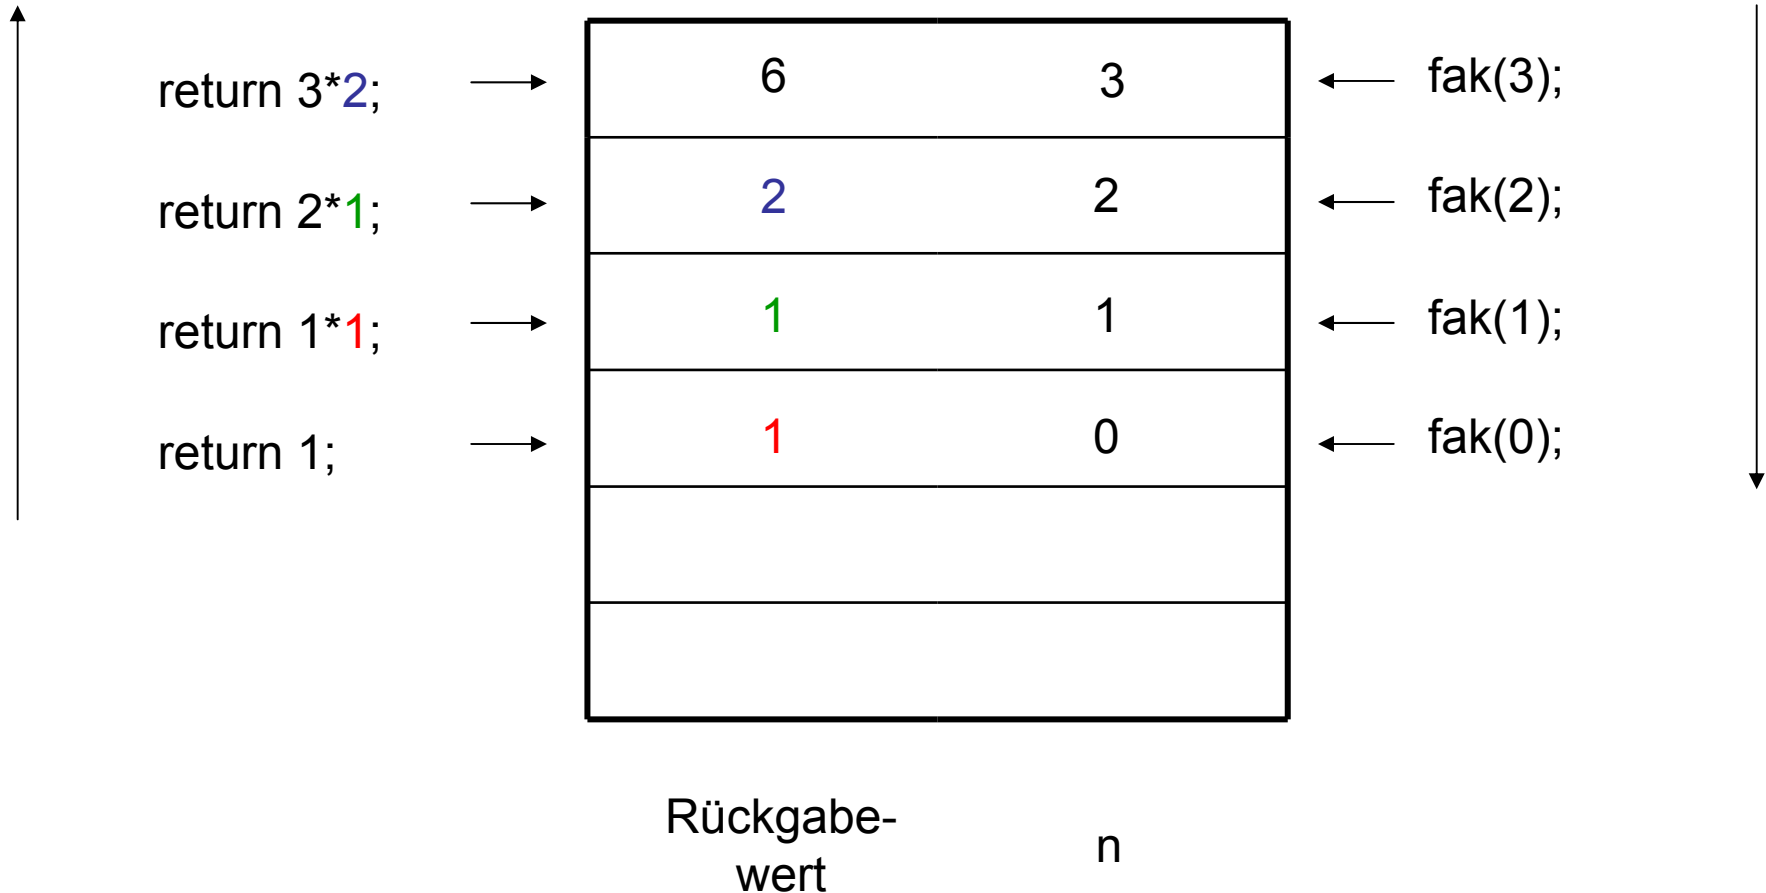 return 3*2; 6 3 fak(3);
return 2*1; 2 2 fak(2);
return 1*1; 1 1 fak(1);
return 1; 1 0 fak(0);
Rückgabe-
wert
n